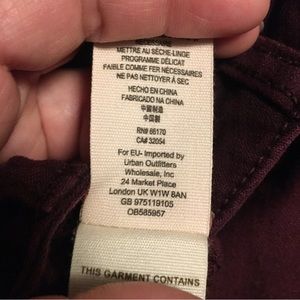 METTRE AU SÈCHE-LINGE
PROGRAMME DÉLICAT
FAIBLE COMME FER NÉCESSAIRES
NE PAS NETTOYER À SEC
HECHO EN CHINA
FABRICADO NA CHINA
中國製造
中国制
RN# 66170
CA# 32054
For EU- Imported by
Urban Outfitters
Wholesale, Inc
24 Market Place
London UK W1W 8AN
GB 975119105
OB585957
THIS GARMENT CONTAINS